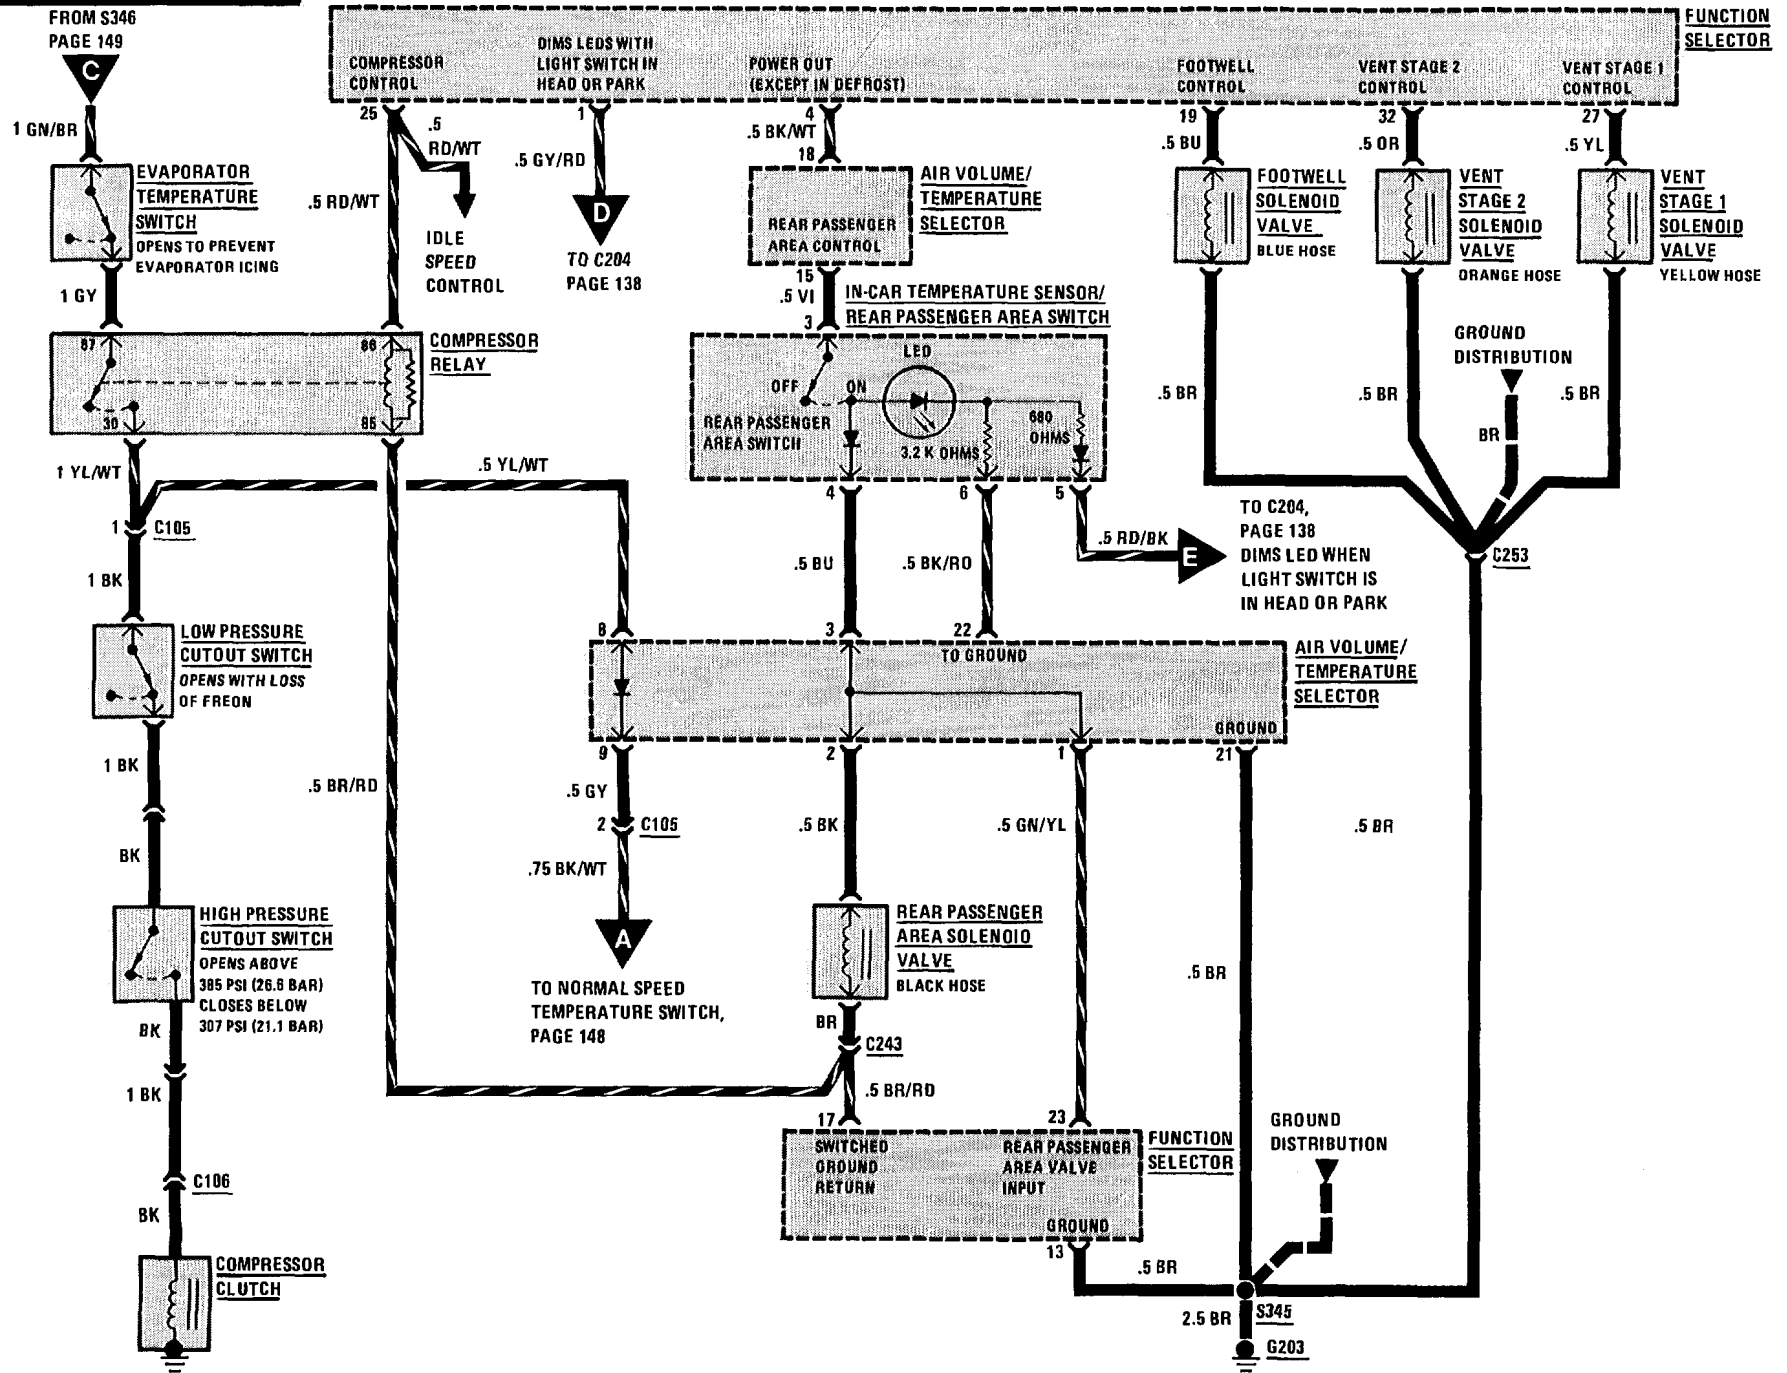 FROM S346
PAGE 149
C
1 GN/BR
EVAPORATOR
TEMPERATURE
SWITCH
OPENS TO PREVENT
EVAPORATOR ICING
1 GY
FUNCTION
SELECTOR
COMPRESSOR
CONTROL
DIMS LEDS WITH
LIGHT SWITCH IN
HEAD OR PARK
POWER OUT
(EXCEPT IN DEFROST)
FOOTWELL
CONTROL
VENT STAGE 2
CONTROL
VENT STAGE 1
CONTROL
25
1
4
19
32
27
.5
RD/WT
.5 RD/WT
IDLE
SPEED
CONTROL
.5 GY/RD
D
TO C204
PAGE 138
.5 BK/WT
18
AIR VOLUME/
TEMPERATURE
SELECTOR
REAR PASSENGER
AREA CONTROL
15
.5 VI
3
IN-CAR TEMPERATURE SENSOR/
REAR PASSENGER AREA SWITCH
.5 BU
.5 OR
.5 YL
FOOTWELL
SOLENOID
VALVE
BLUE HOSE
VENT
STAGE 2
SOLENOID
VALVE
ORANGE HOSE
VENT
STAGE 1
SOLENOID
VALVE
YELLOW HOSE
COMPRESSOR
RELAY
87
86
30
85
LED
OFF
ON
REAR PASSENGER
AREA SWITCH
3.2 K OHMS
680
OHMS
4
6
5
GROUND
DISTRIBUTION
.5 BR
.5 BR
.5 BR
BR
1 YL/WT
.5 YL/WT
1
C105
1 BK
.5 BU
.5 BK/RO
.5 RD/BK
E
TO C204,
PAGE 138
DIMS LED WHEN
LIGHT SWITCH IS
IN HEAD OR PARK
C253
LOW PRESSURE
CUTOUT SWITCH
OPENS WITH LOSS
OF FREON
8
3
22
TO GROUND
AIR VOLUME/
TEMPERATURE
SELECTOR
GROUND
9
2
1
21
1 BK
.5 BR/RD
.5 GY
2
C105
.75 BK/WT
A
TO NORMAL SPEED
TEMPERATURE SWITCH,
PAGE 148
.5 BK
.5 GN/YL
.5 BR
BK
HIGH PRESSURE
CUTOUT SWITCH
OPENS ABOVE
385 PSI (26.6 BAR)
CLOSES BELOW
307 PSI (21.1 BAR)
REAR PASSENGER
AREA SOLENOID
VALVE
BLACK HOSE
.5 BR
BK
BR
C243
.5 BR/RD
1 BK
17
23
FUNCTION
SELECTOR
SWITCHED
GROUND
RETURN
REAR PASSENGER
AREA VALVE
INPUT
GROUND
13
GROUND
DISTRIBUTION
C106
BK
COMPRESSOR
CLUTCH
.5 BR
2.5 BR
S345
G203